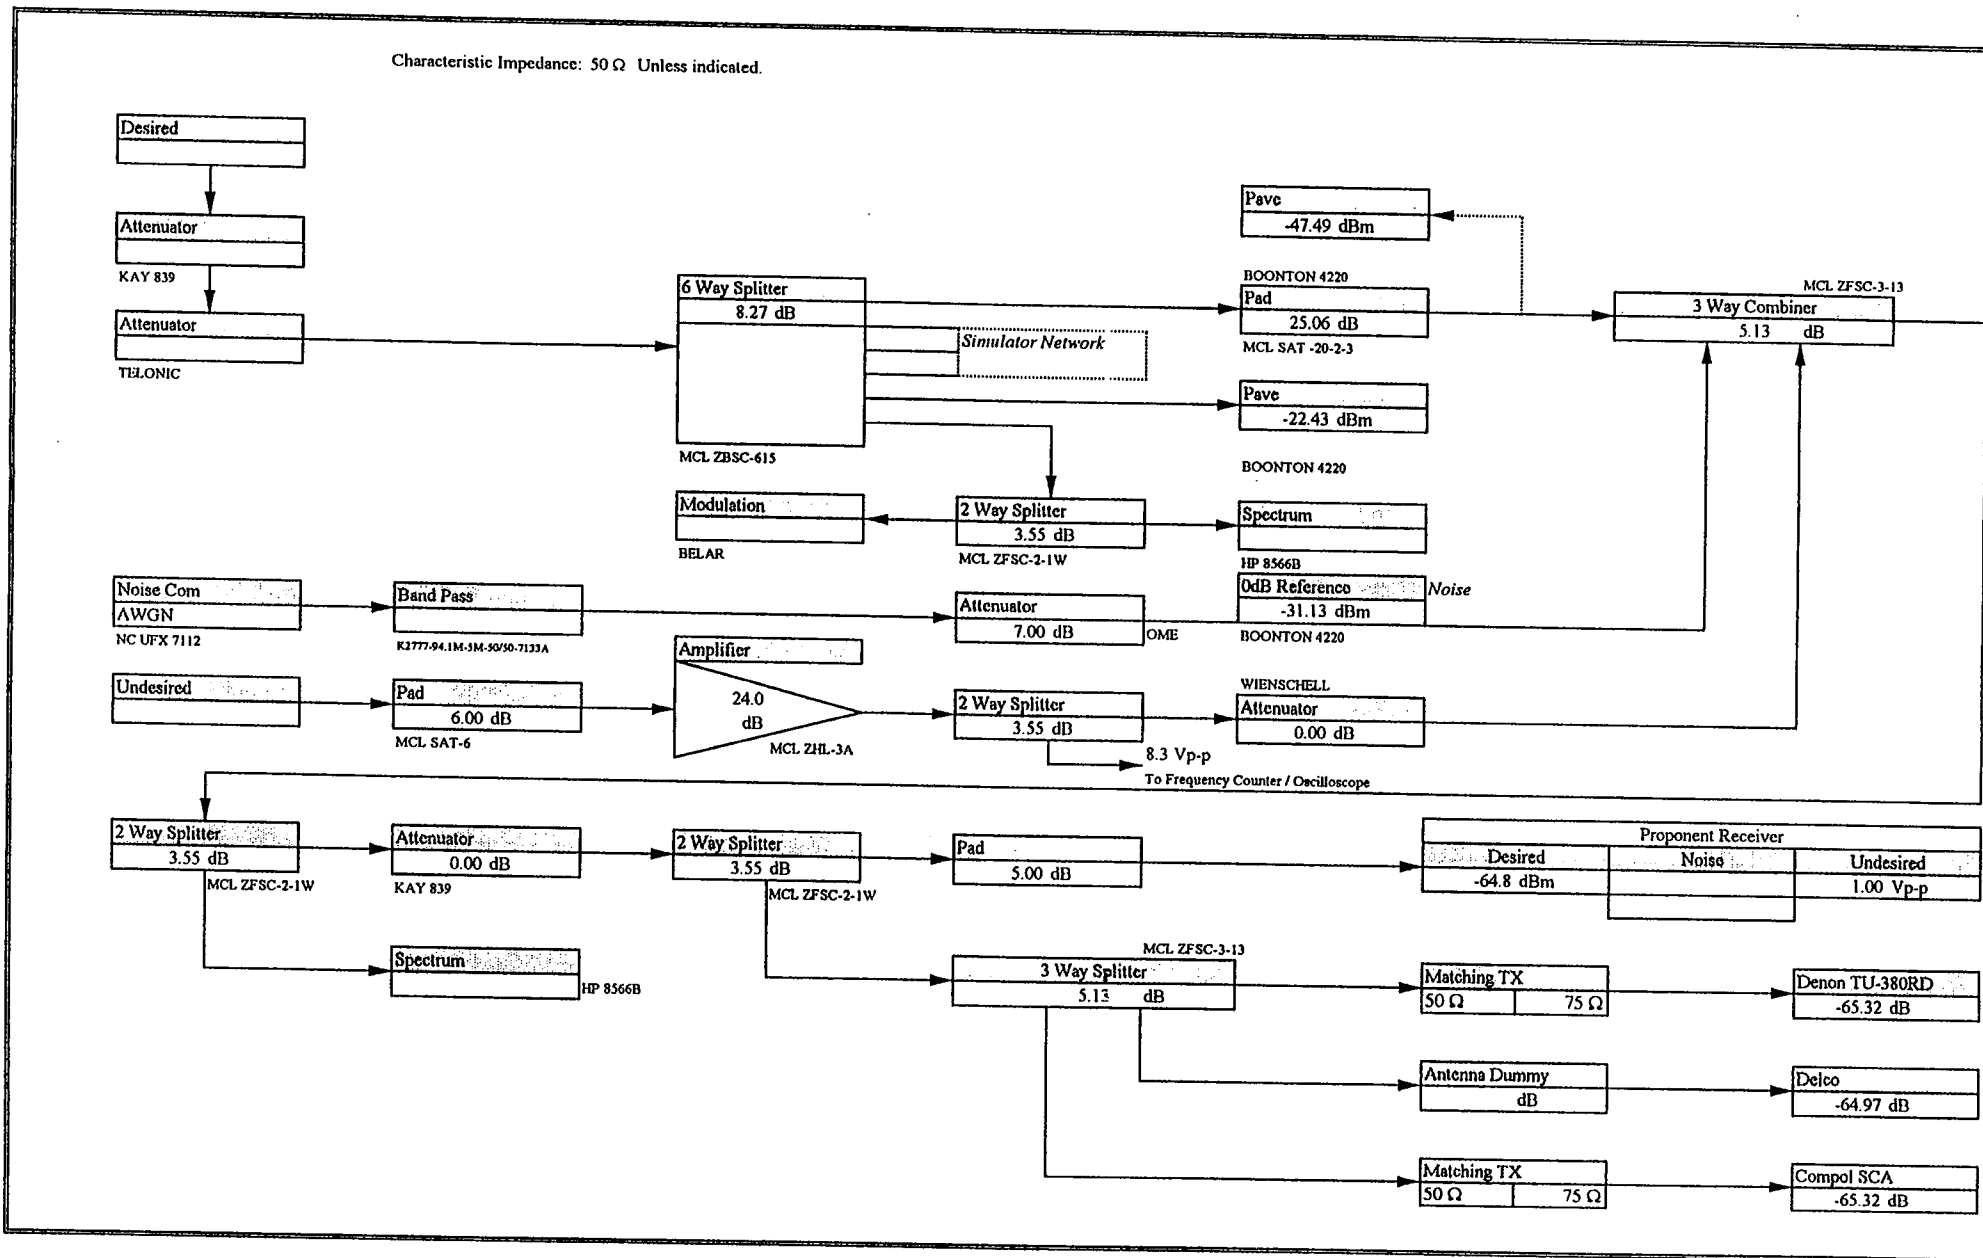 Characteristic Impedance: 50 Ω Unless indicated.
Desired
Attenuator
KAY 839
Attenuator
TELONIC
6 Way Splitter
8.27 dB
MCL ZBSC-615
Simulator Network
Pave
-47.49 dBm
BOONTON 4220
Pad
25.06 dB
MCL SAT -20-2-3
Pave
-22.43 dBm
BOONTON 4220
MCL ZFSC-3-13
3 Way Combiner
5.13 dB
Modulation
BELAR
2 Way Splitter
3.55 dB
MCL ZFSC-2-1W
Spectrum
HP 8566B
Noise Com
AWGN
NC UFX 7112
Band Pass
K2777-94.1M-5M-50/50-7133A
Attenuator
7.00 dB
OME
0dB Reference
-31.13 dBm
Noise
BOONTON 4220
Undesired
Pad
6.00 dB
MCL SAT-6
Amplifier
24.0
dB
MCL ZHL-3A
2 Way Splitter
3.55 dB
8.3 Vp-p
To Frequency Counter / Oscilloscope
WIENSCHELL
Attenuator
0.00 dB
2 Way Splitter
3.55 dB
MCL ZFSC-2-1W
Attenuator
0.00 dB
KAY 839
2 Way Splitter
3.55 dB
MCL ZFSC-2-1W
Pad
5.00 dB
Proponent Receiver
Desired Noise Undesired
-64.8 dBm 1.00 Vp-p
Spectrum
HP 8566B
MCL ZFSC-3-13
3 Way Splitter
5.13 dB
Matching TX
50 Ω 75 Ω
Denon TU-380RD
-65.32 dB
Antenna Dummy
dB
Delco
-64.97 dB
Matching TX
50 Ω 75 Ω
Compol SCA
-65.32 dB